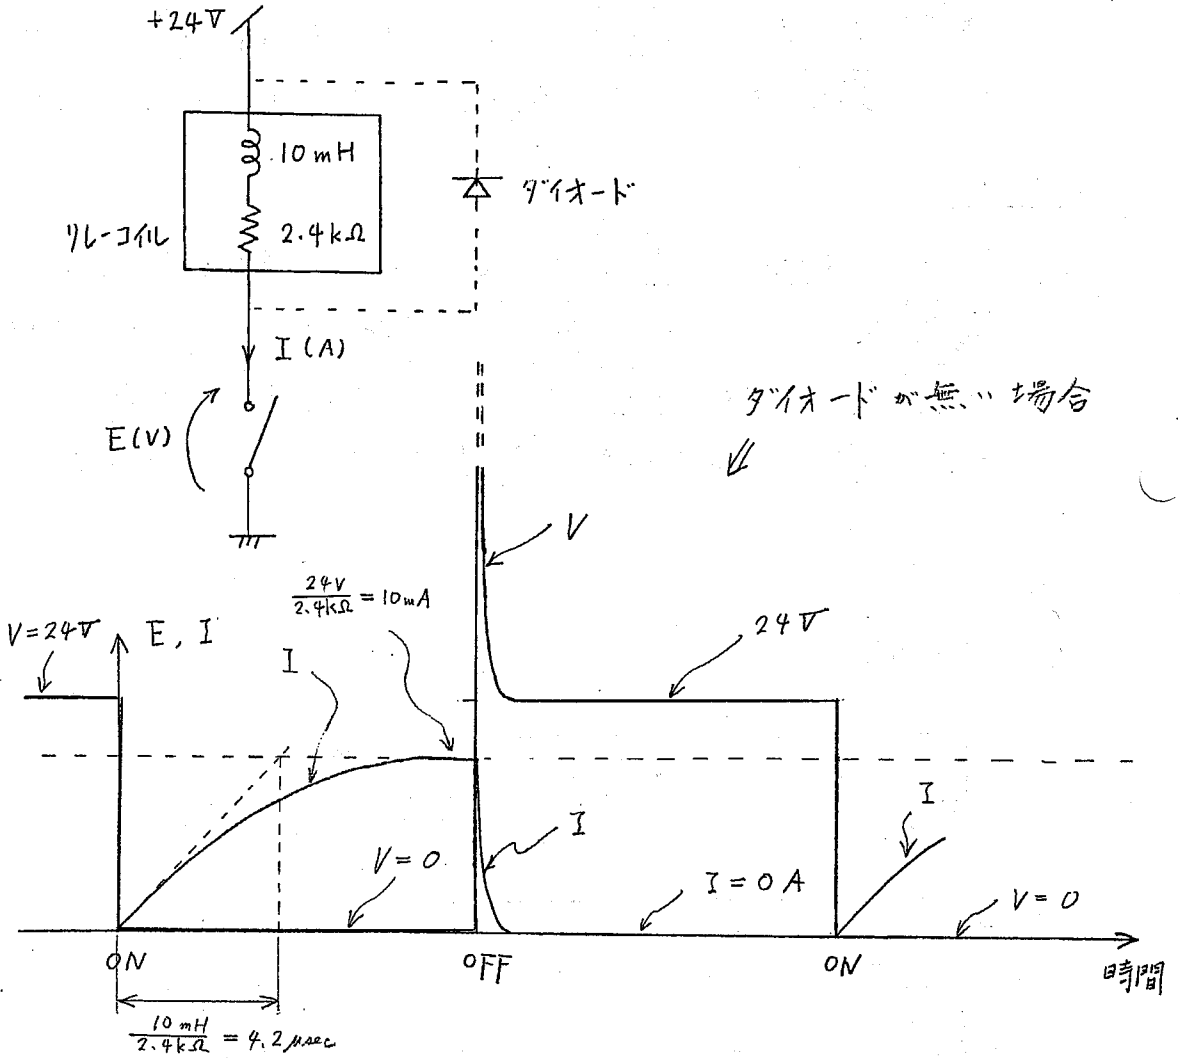 +24V
10mH
ダイオード
リレーコイル
2.4kΩ
I(A)
ダイオードが無い場合
E(V)
V
24V/2.4kΩ = 10mA
V=24V
E, I
24V
I
I
I
V=0
I=0A
V=0
ON
OFF
ON
時間
10mH/2.4kΩ = 4.2μsec